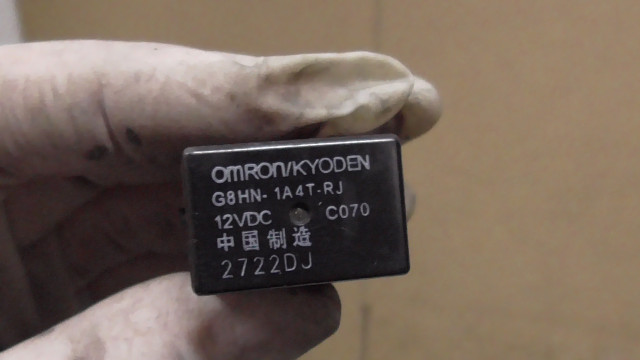 OMRON/KYODEN
G8HN-1A4T-RJ
12VDC C070
中国制造
2722DJ